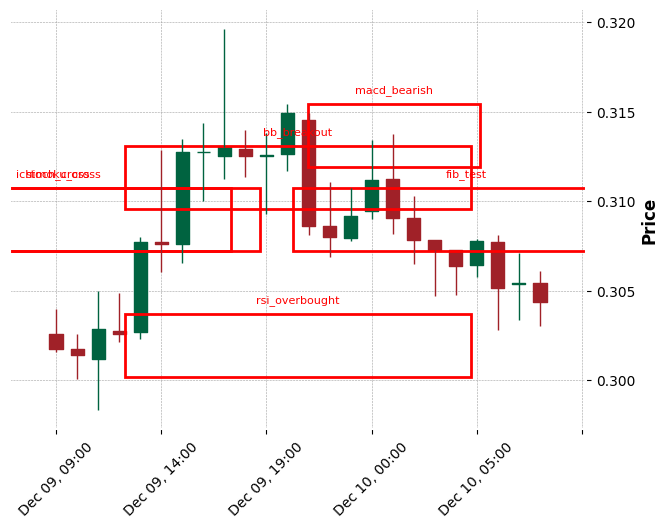 0.320
macd_bearish
0.315
bb_breakout
fib_test
0.310
Price
rsi_overbought
0.305
0.300
Dec 09, 09:00
Dec 09, 14:00
Dec 09, 19:00
Dec 10, 00:00
Dec 10, 05:00